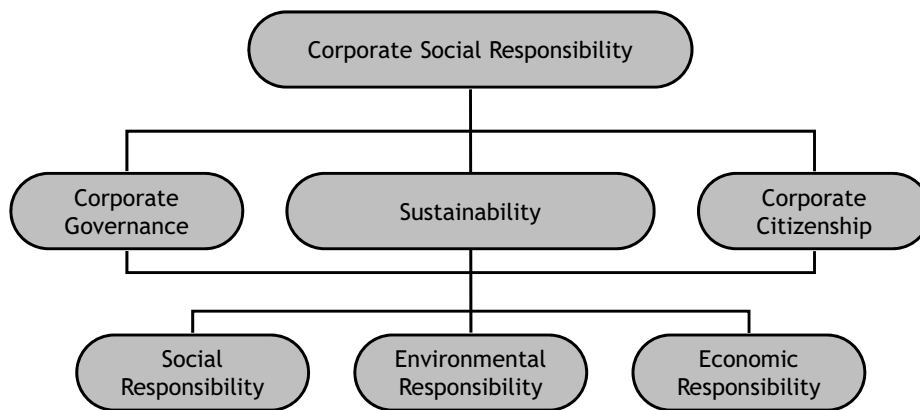 Corporate Social Responsibility
Corporate
Governance
Sustainability
Corporate
Citizenship
Social
Responsibility
Environmental
Responsibility
Economic
Responsibility